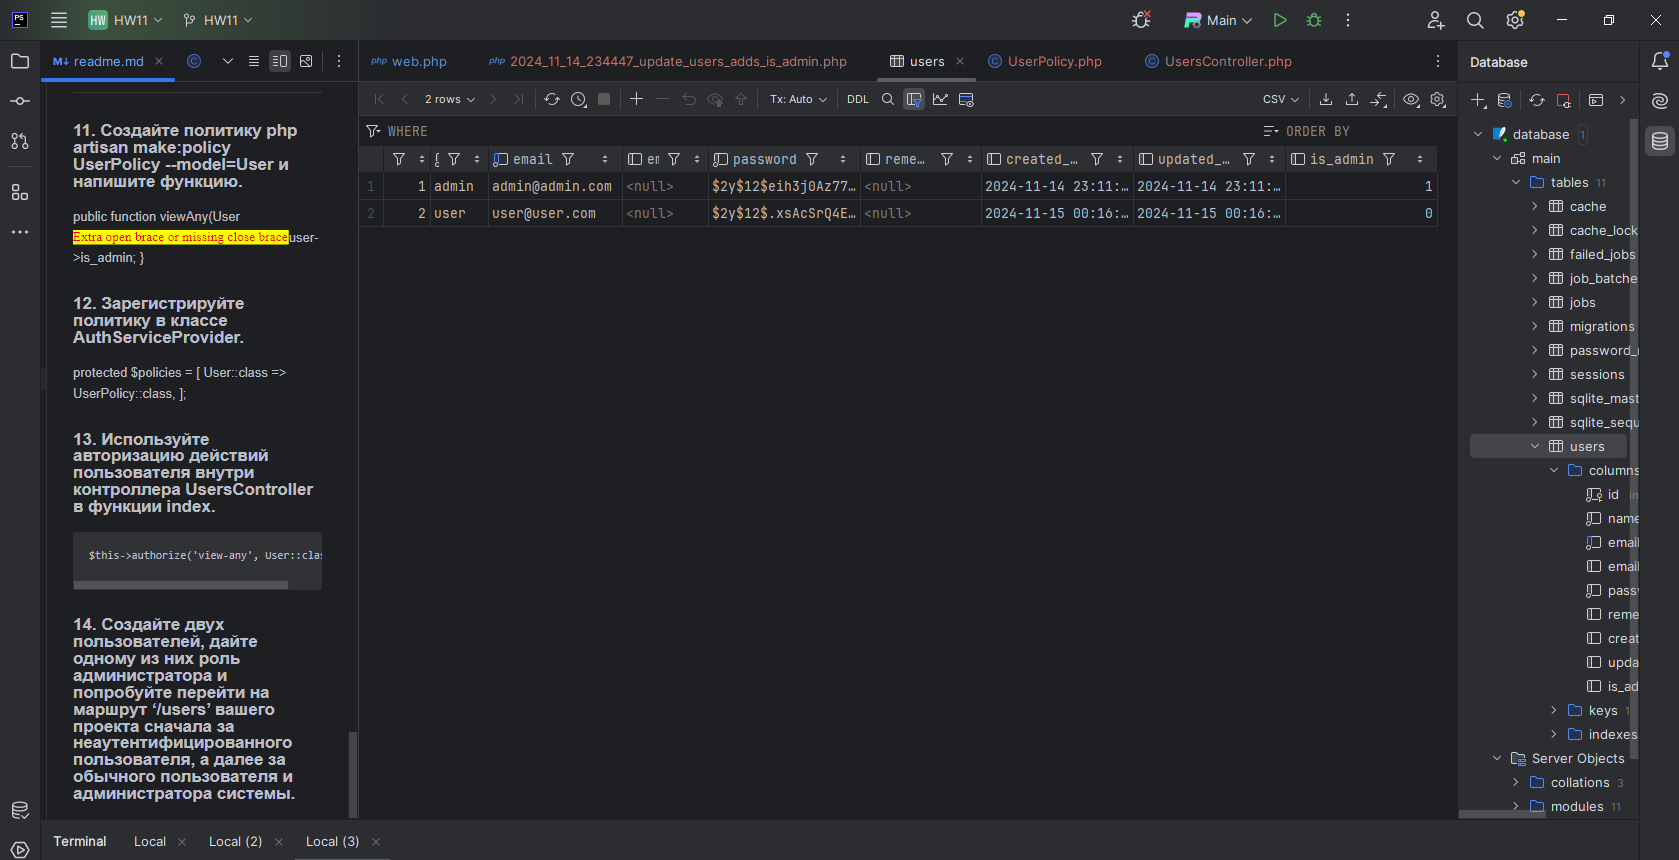 PS
HW HW11 HW11 Main
readme.md
11. Создайте политику php
artisan make:policy
UserPolicy --model=User и
напишите функцию.
public function viewAny(User
Extra open brace or missing close braceuser-
>is_admin; }
12. Зарегистрируйте
политику в классе
AuthServiceProvider.
protected $policies = [ User::class =>
UserPolicy::class, ];
13. Используйте
авторизацию действий
пользователя внутри
контроллера UsersController
в функции index.
$this->authorize('view-any', User::clas
14. Создайте двух
пользователей, дайте
одному из них роль
администратора и
попробуйте перейти на
маршрут ‘/users’ вашего
проекта сначала за
неаутентифицированного
пользователя, а далее за
обычного пользователя и
администратора системы.
php web.php php 2024_11_14_234447_update_users_adds_is_admin.php users UserPolicy.php UsersController.php
2 rows Tx: Auto DDL CSV
WHERE ORDER BY
email em password reme… created_… updated_… is_admin
1 1 admin admin@admin.com <null> $2y$12$eih3j0Az77… <null> 2024-11-14 23:11:… 2024-11-14 23:11:… 1
2 2 user user@user.com <null> $2y$12$.xsAcSrQ4E… <null> 2024-11-15 00:16:… 2024-11-15 00:16:… 0
Database
database 1
main
tables 11
cache
cache_lock
failed_jobs
job_batche
jobs
migrations
password_r
sessions
sqlite_mast
sqlite_sequ
users
columns
id in
name
email
email
passw
reme
creat
upda
is_ad
keys 1
indexes
Server Objects
collations 3
modules 11
Terminal Local Local (2) Local (3)